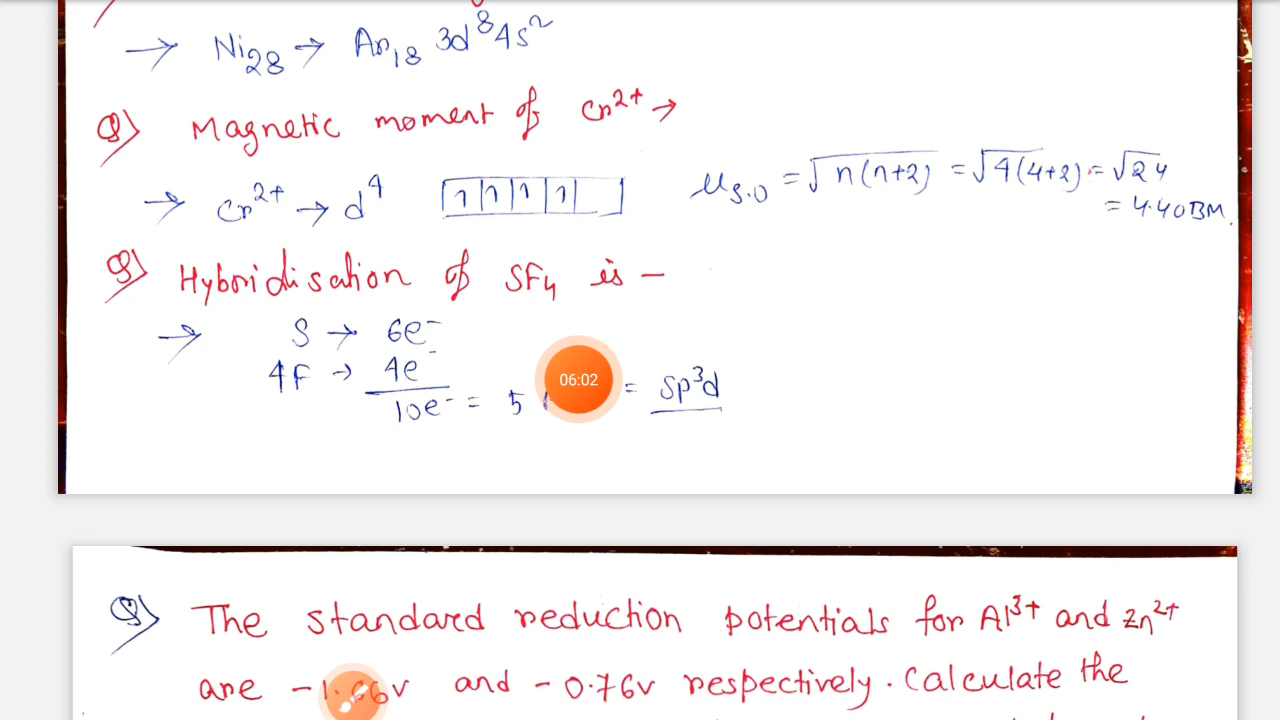 → Ni28 → Ar18 3d⁸4s²
Q) Magnetic moment of Cr²⁺ →
→ Cr²⁺ → d⁴ 1 1 1 1 μs.o = √n(n+2) = √4(4+2) = √24
= 4.40BM.
Q) Hybridisation of SF4 is –
→ S → 6e⁻
4F → 4e⁻
10e⁻ = 5 = sp³d
06:02
Q) The standard reduction potentials for Al³⁺ and Zn²⁺
are and -0.76v respectively. Calculate the